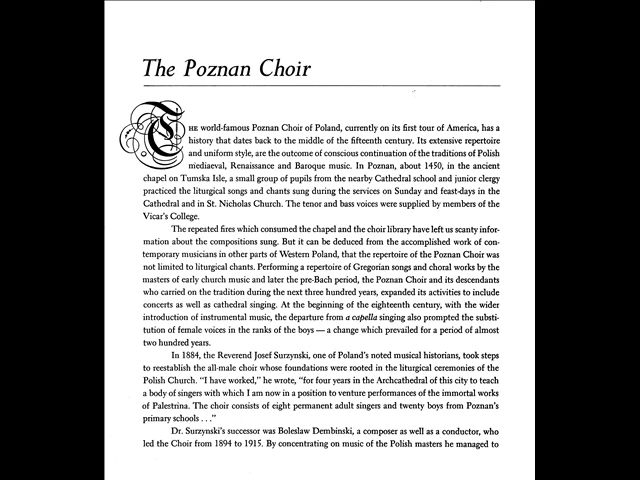 The Poznan Choir
THE world-famous Poznan Choir of Poland, currently on its first tour of America, has a
history that dates back to the middle of the fifteenth century. Its extensive repertoire
and uniform style, are the outcome of conscious continuation of the traditions of Polish
mediaeval, Renaissance and Baroque music. In Poznan, about 1450, in the ancient
chapel on Tumska Isle, a small group of pupils from the nearby Cathedral school and junior clergy
practiced the liturgical songs and chants sung during the services on Sunday and feast-days in the
Cathedral and in St. Nicholas Church. The tenor and bass voices were supplied by members of the
Vicar's College.
The repeated fires which consumed the chapel and the choir library have left us scanty infor-
mation about the compositions sung. But it can be deduced from the accomplished work of con-
temporary musicians in other parts of Western Poland, that the repertoire of the Poznan Choir was
not limited to liturgical chants. Performing a repertoire of Gregorian songs and choral works by the
masters of early church music and later the pre-Bach period, the Poznan Choir and its descendants
who carried on the tradition during the next three hundred years, expanded its activities to include
concerts as well as cathedral singing. At the beginning of the eighteenth century, with the wider
introduction of instrumental music, the departure from a capella singing also prompted the substi-
tution of female voices in the ranks of the boys — a change which prevailed for a period of almost
two hundred years.
In 1884, the Reverend Josef Surzynski, one of Poland's noted musical historians, took steps
to reestablish the all-male choir whose foundations were rooted in the liturgical ceremonies of the
Polish Church. "I have worked," he wrote, "for four years in the Archcathedral of this city to teach
a body of singers with which I am now in a position to venture performances of the immortal works
of Palestrina. The choir consists of eight permanent adult singers and twenty boys from Poznan's
primary schools . . ."
Dr. Surzynski's successor was Boleslaw Dembinski, a composer as well as a conductor, who
led the Choir from 1894 to 1915. By concentrating on music of the Polish masters he managed to